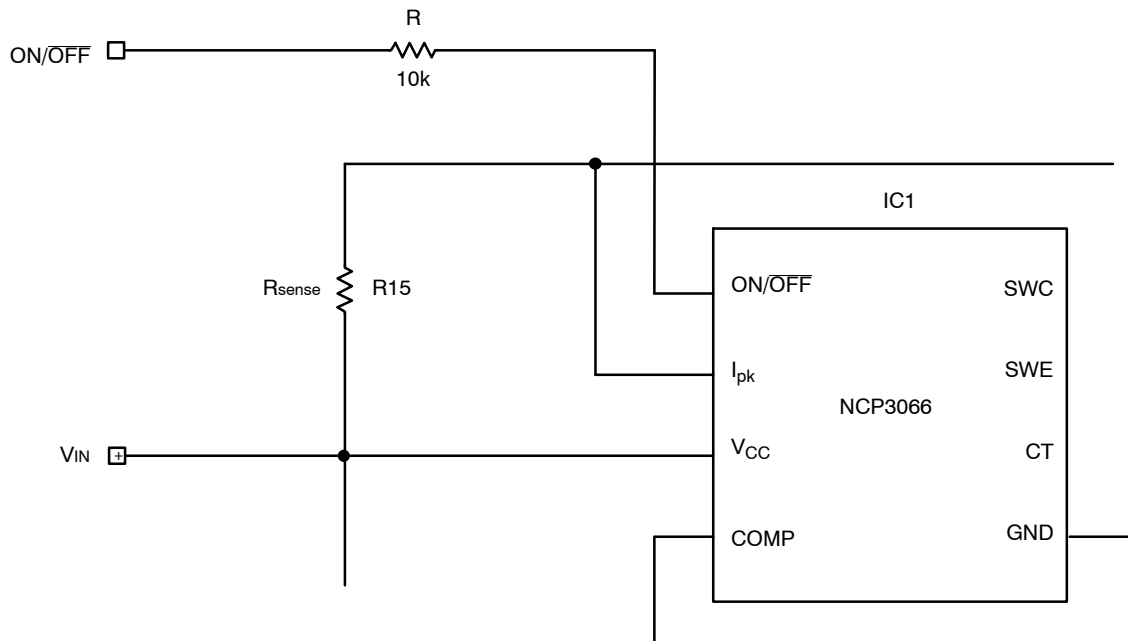 R
ON/OFF
10k
IC1
Rsense R15
ON/OFF SWC
Ipk SWE
NCP3066
VIN + VCC CT
COMP GND